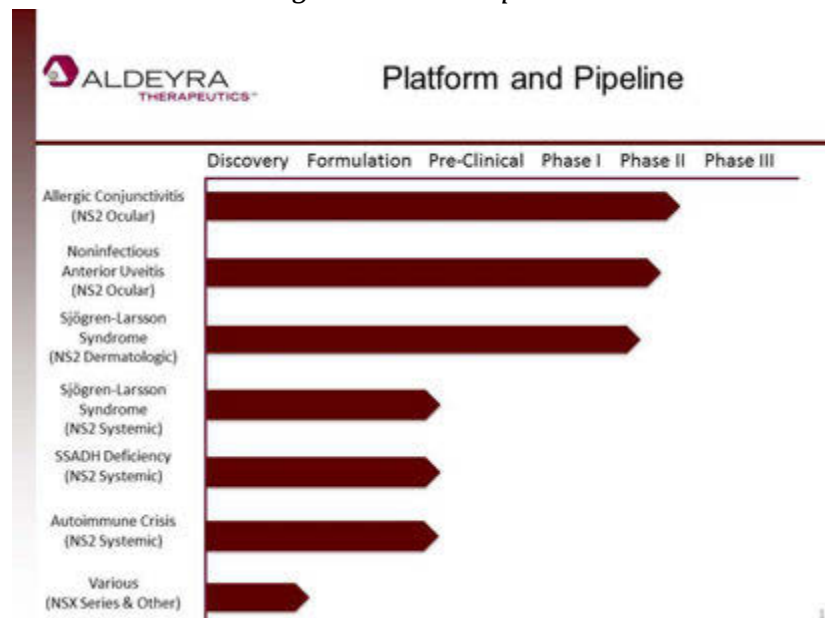 ALDEYRA
THERAPEUTICS™
Platform and Pipeline
Discovery Formulation Pre-Clinical Phase I Phase II Phase III
Allergic Conjunctivitis
(NS2 Ocular)
Noninfectious
Anterior Uveitis
(NS2 Ocular)
Sjögren-Larsson
Syndrome
(NS2 Dermatologic)
Sjögren-Larsson
Syndrome
(NS2 Systemic)
SSADH Deficiency
(NS2 Systemic)
Autoimmune Crisis
(NS2 Systemic)
Various
(NSX Series & Other)